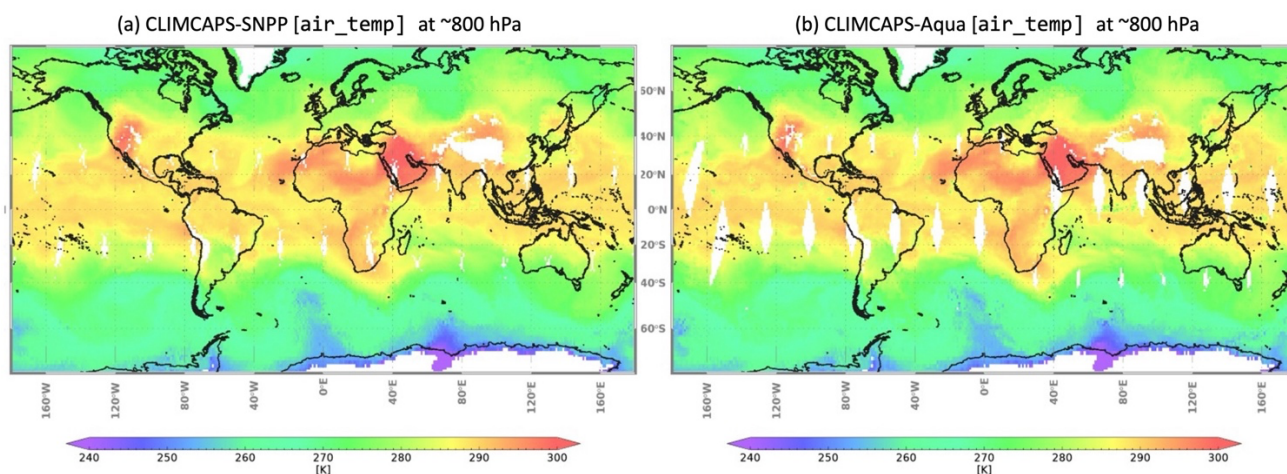 (a) CLIMCAPS-SNPP [air_temp] at ~800 hPa
(b) CLIMCAPS-Aqua [air_temp] at ~800 hPa
50°N
40°N
20°N
0°N
20°S
40°S
60°S
160°W
120°W
80°W
40°W
0°E
40°E
80°E
120°E
160°E
160°W
120°W
80°W
40°W
0°E
40°E
80°E
120°E
160°E
240 250 260 270 280 290 300
[K]
240 250 260 270 280 290 300
[K]